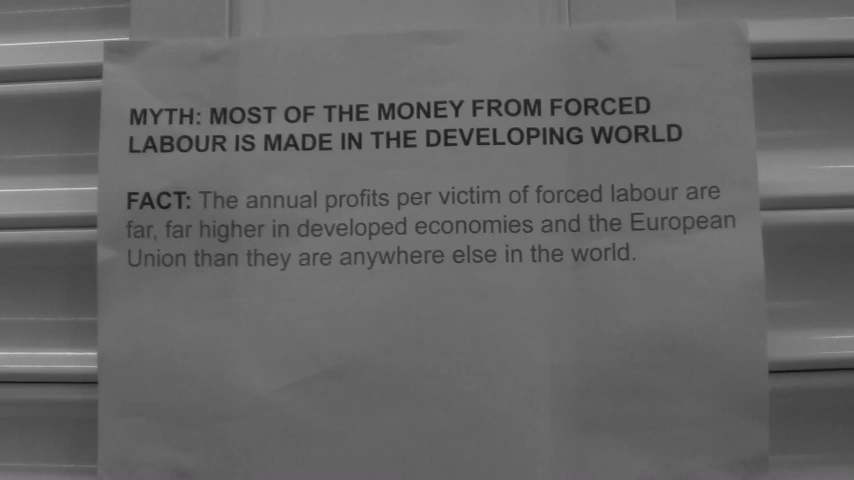 MYTH: MOST OF THE MONEY FROM FORCED
LABOUR IS MADE IN THE DEVELOPING WORLD
FACT: The annual profits per victim of forced labour are
far, far higher in developed economies and the European
Union than they are anywhere else in the world.